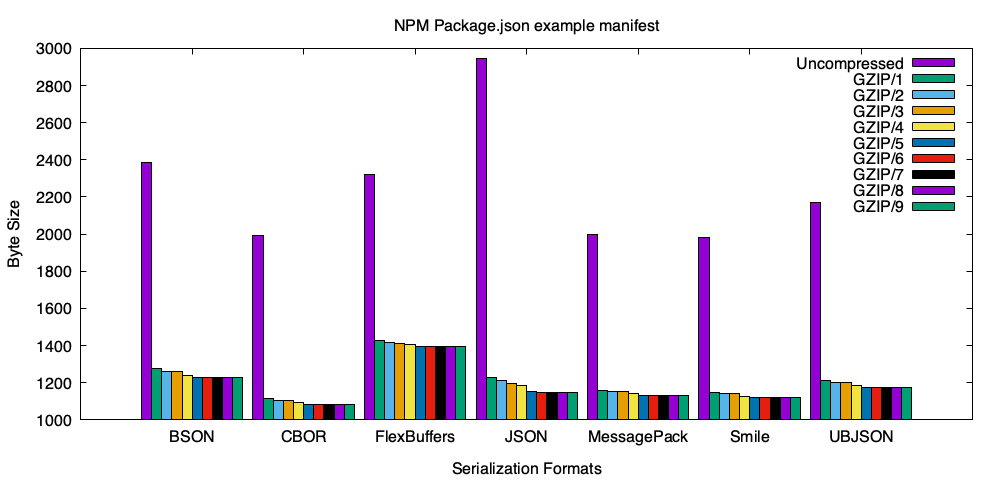 NPM Package.json example manifest
3000
2800
2600
2400
2200
2000
1800
1600
1400
1200
1000
Byte Size
Uncompressed
GZIP/1
GZIP/2
GZIP/3
GZIP/4
GZIP/5
GZIP/6
GZIP/7
GZIP/8
GZIP/9
BSON CBOR FlexBuffers JSON MessagePack Smile UBJSON
Serialization Formats